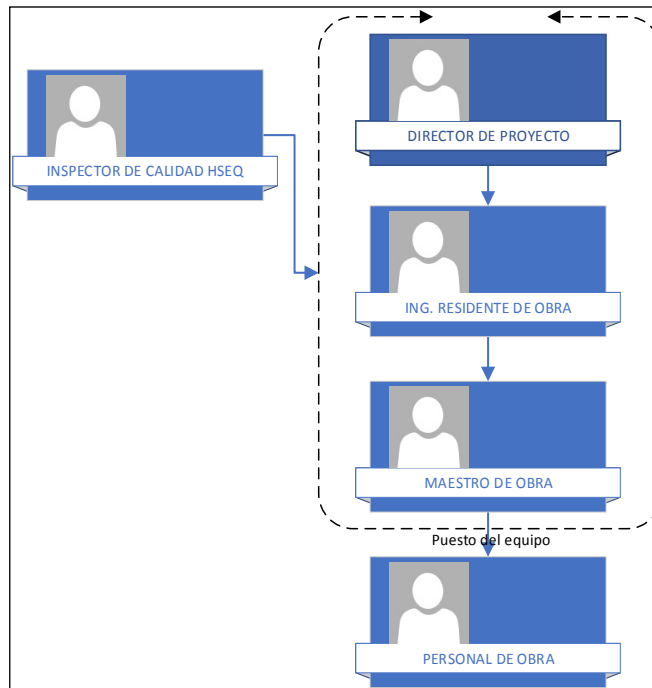 DIRECTOR DE PROYECTO
INSPECTOR DE CALIDAD HSEQ
ING. RESIDENTE DE OBRA
MAESTRO DE OBRA
Puesto del equipo
PERSONAL DE OBRA